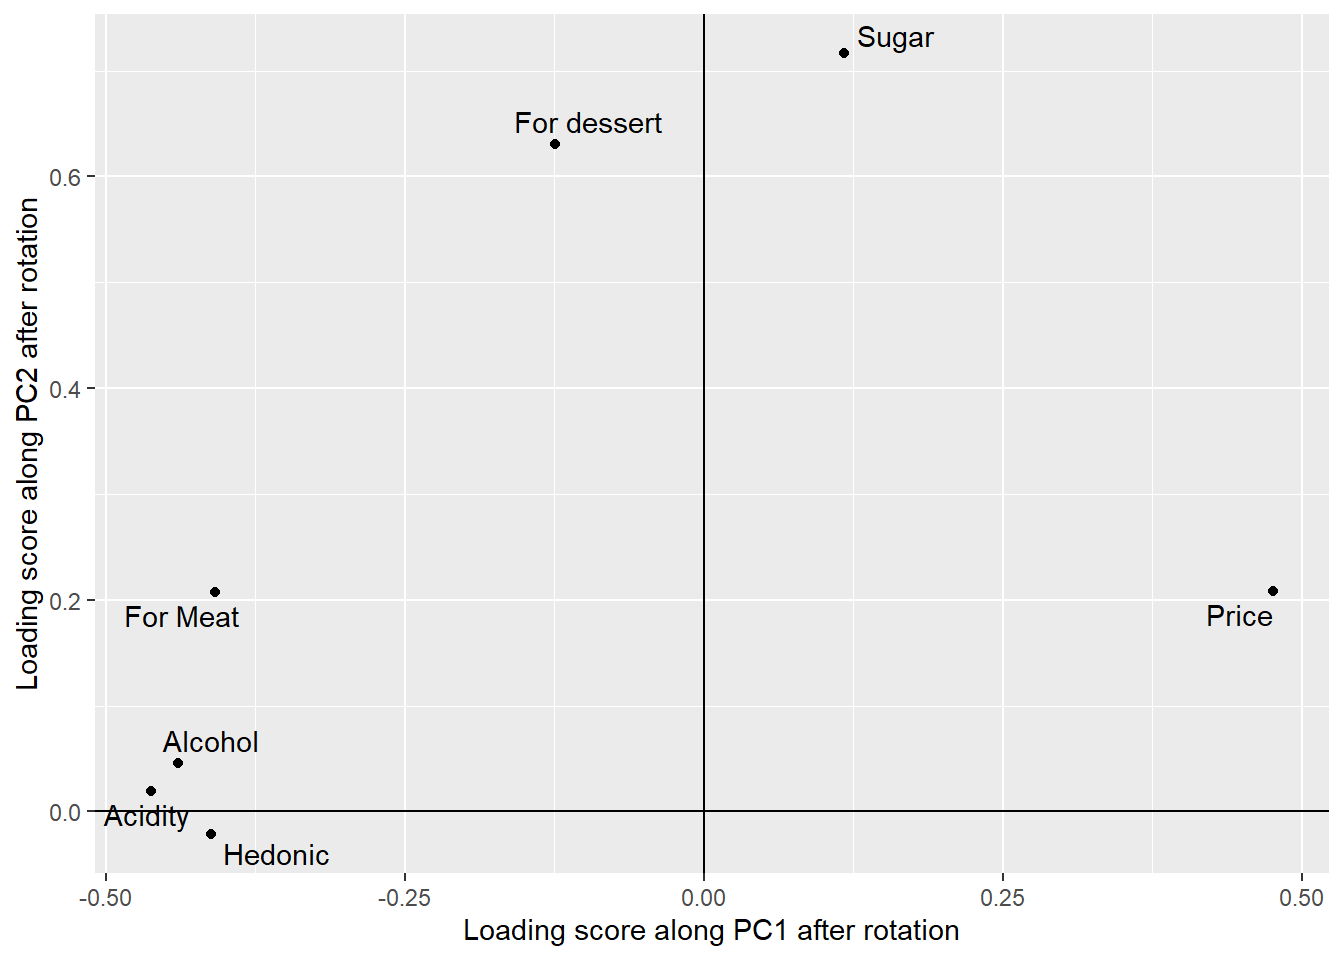 Sugar
For dessert
For Meat
Price
Alcohol
Acidity
Hedonic
0.6
0.4
0.2
0.0
-0.50
-0.25
0.00
0.25
0.50
Loading score along PC1 after rotation
Loading score along PC2 after rotation